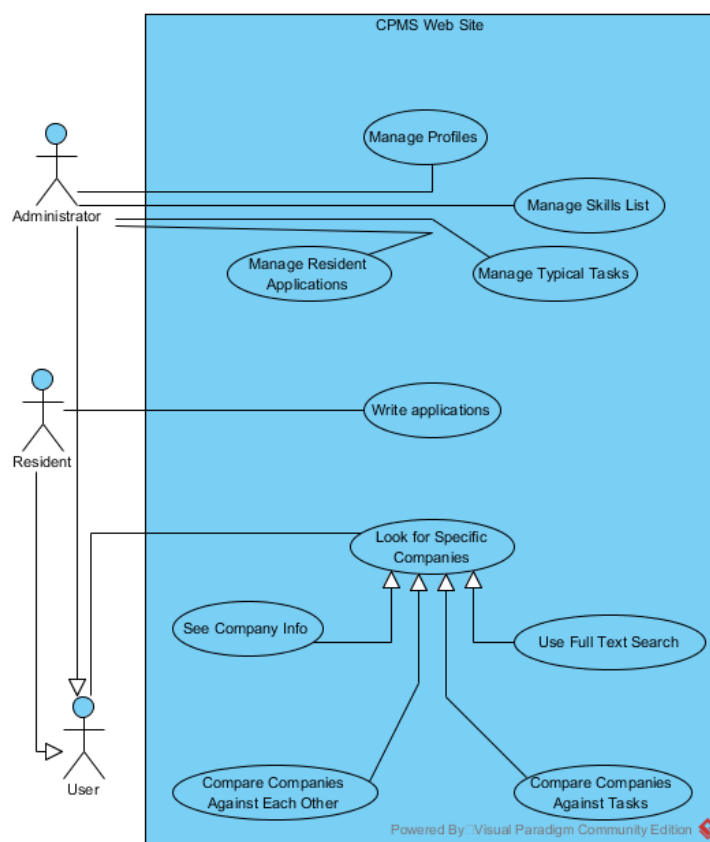 CPMS Web Site
Manage Profiles
Administrator
Manage Skills List
Manage Resident
Applications
Manage Typical Tasks
Resident
Write applications
Look for Specific
Companies
See Company Info
Use Full Text Search
User
Compare Companies
Against Each Other
Compare Companies
Against Tasks
Powered By Visual Paradigm Community Edition